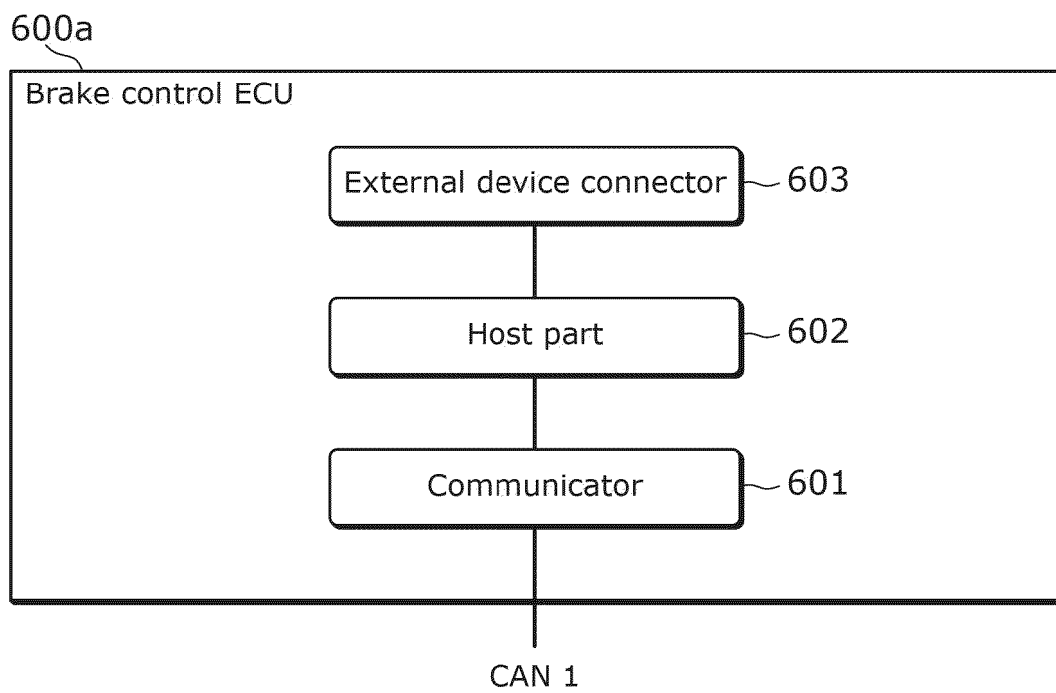 600a
Brake control ECU
External device connector
603
Host part
602
Communicator
601
CAN 1